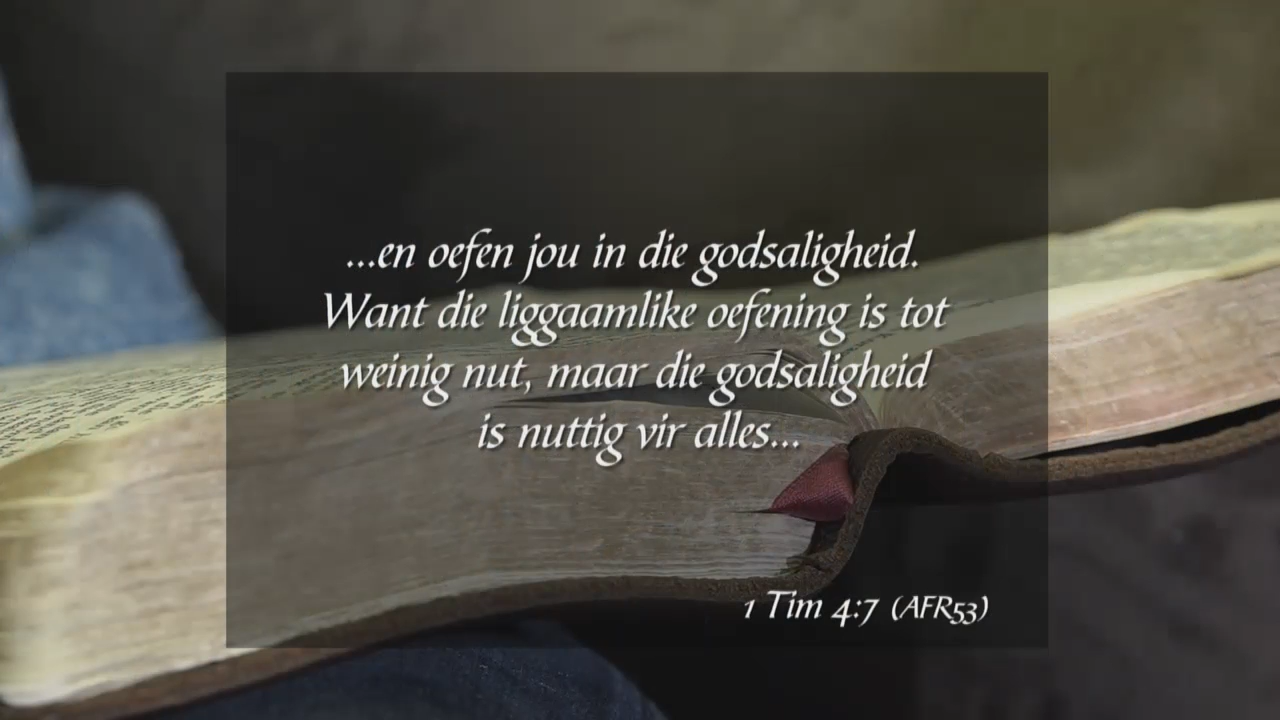 ...en oefen jou in die godsaligheid.
Want die liggaamlike oefening is tot
weinig nut, maar die godsaligheid
is nuttig vir alles...
1 Tim 4:7 (AFR53)